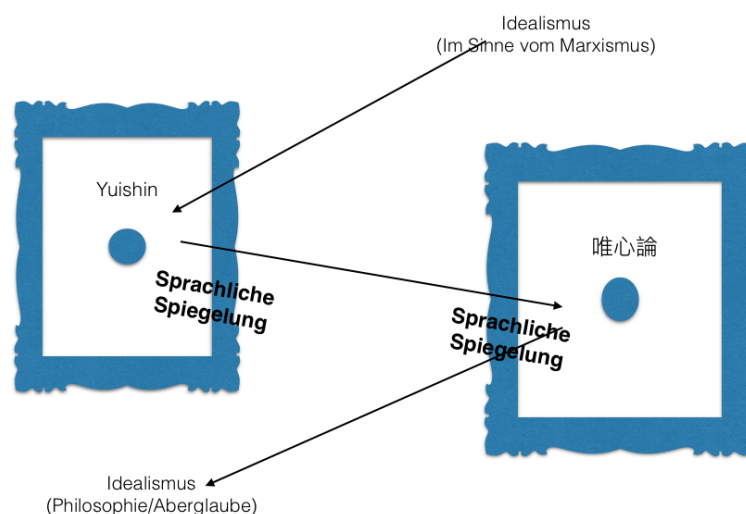 Idealismus
(Im Sinne vom Marxismus)
Yuishin
Sprachliche
Spiegelung
唯心論
Sprachliche
Spiegelung
Idealismus
(Philosophie/Aberglaube)